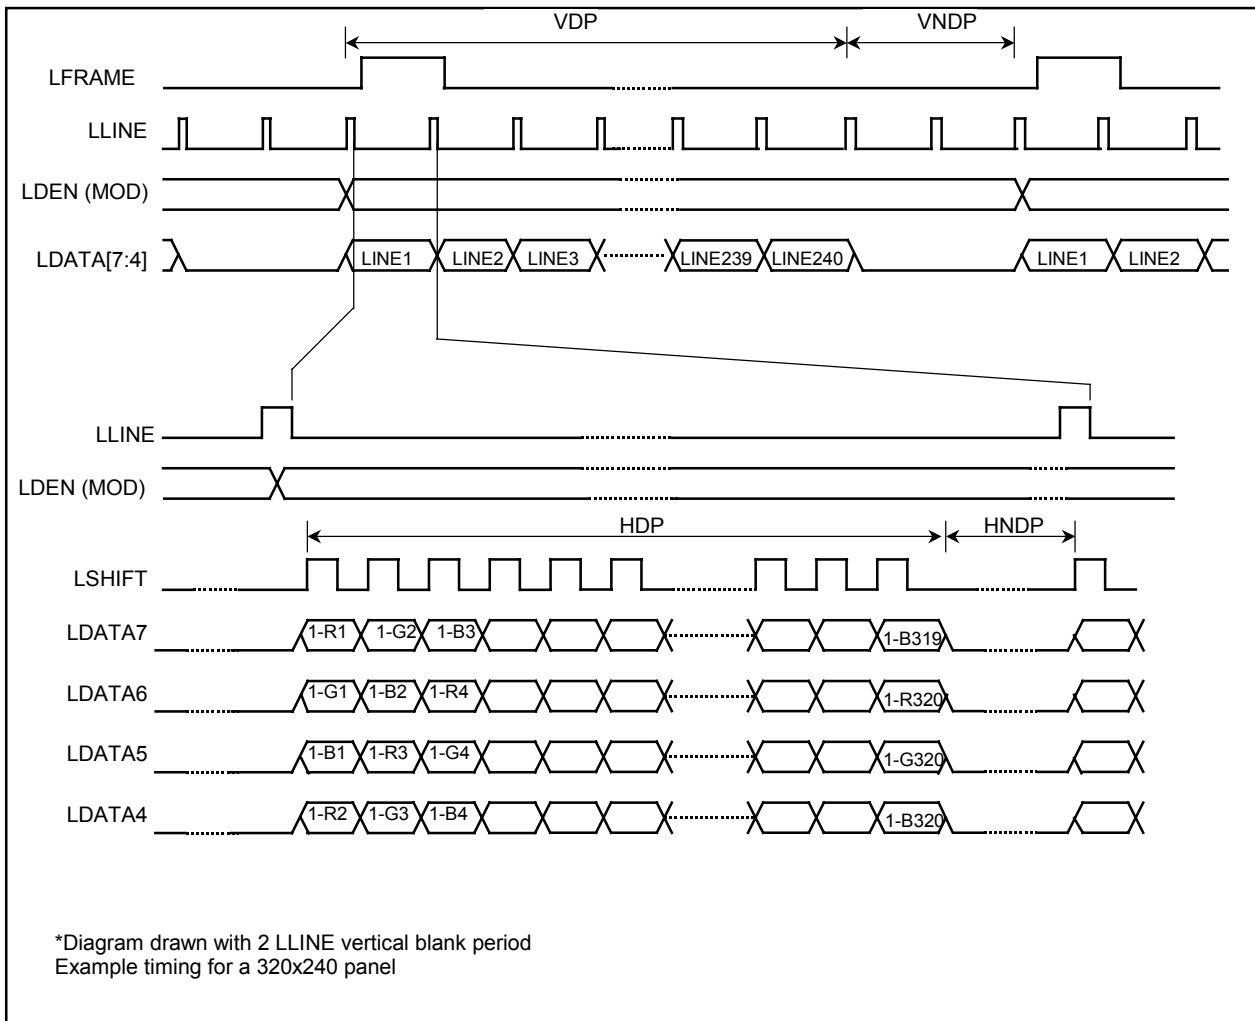 VDP VNDP
LFRAME
LLINE
LDEN (MOD)
LDATA[7:4] LINE1 LINE2 LINE3 LINE239 LINE240 LINE1 LINE2
LLINE
LDEN (MOD)
HDP HNDP
LSHIFT
LDATA7 1-R1 1-G2 1-B3 1-B319
LDATA6 1-G1 1-B2 1-R4 1-R320
LDATA5 1-B1 1-R3 1-G4 1-G320
LDATA4 1-R2 1-G3 1-B4 1-B320
*Diagram drawn with 2 LLINE vertical blank period
Example timing for a 320x240 panel